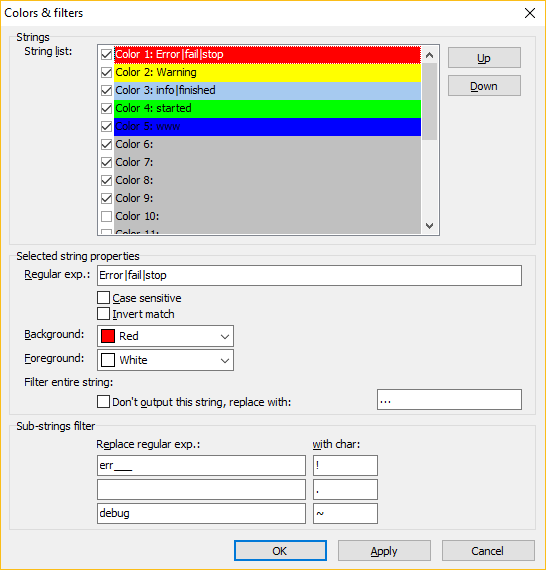 Colors & filters
Strings
String list:
Color 1: Error|fail|stop
Color 2: Warning
Color 3: info|finished
Color 4: started
Color 5: www
Color 6:
Color 7:
Color 8:
Color 9:
Color 10:
Color 11:
Up
Down
Selected string properties
Regular exp.: Error|fail|stop
Case sensitive
Invert match
Background: Red
Foreground: White
Filter entire string:
Don't output this string, replace with: ...
Sub-strings filter
Replace regular exp.: with char:
err___ !
.
debug ~
OK Apply Cancel